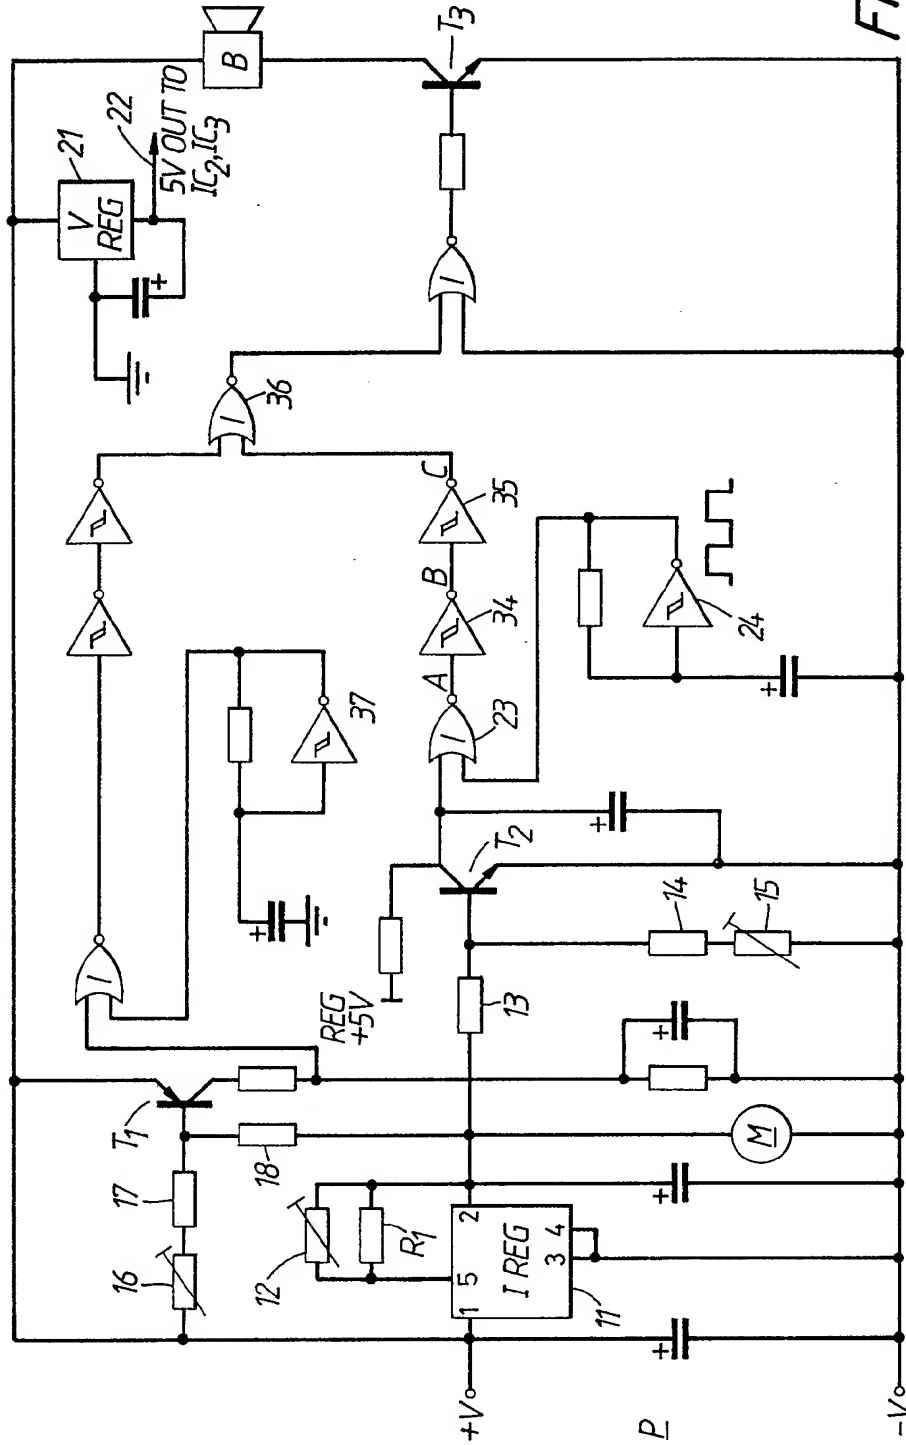 FI
T3
B
21
22
V
REG
5V OUT TO
IC2, IC3
+
I
36
C
35
B
34
A
I
23
24
37
+
+
I
T1
T2
REG
+5V
17
16
18
13
14
15
+
+
12
R1
M
+
1
2
5
I REG
3
4
11
+
+V
P
-V